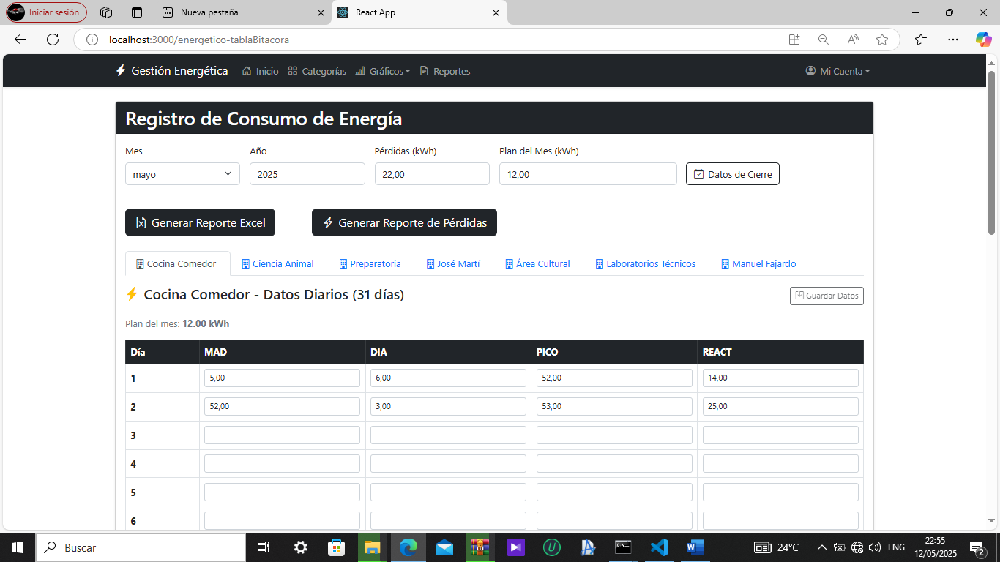 Iniciar sesión
Nueva pestaña
React App
localhost:3000/energetico-tablaBitacora
Gestión Energética Inicio Categorías Gráficos Reportes Mi Cuenta
Registro de Consumo de Energía
Mes Año Pérdidas (kWh) Plan del Mes (kWh)
mayo 2025 22,00 12,00 Datos de Cierre
Generar Reporte Excel Generar Reporte de Pérdidas
Cocina Comedor Ciencia Animal Preparatoria José Martí Área Cultural Laboratorios Técnicos Manuel Fajardo
Cocina Comedor - Datos Diarios (31 días) Guardar Datos
Plan del mes: 12.00 kWh
Día MAD DIA PICO REACT
1 5,00 6,00 52,00 14,00
2 52,00 3,00 53,00 25,00
3
4
5
6
Buscar
24°C
ENG
22:55
12/05/2025
2